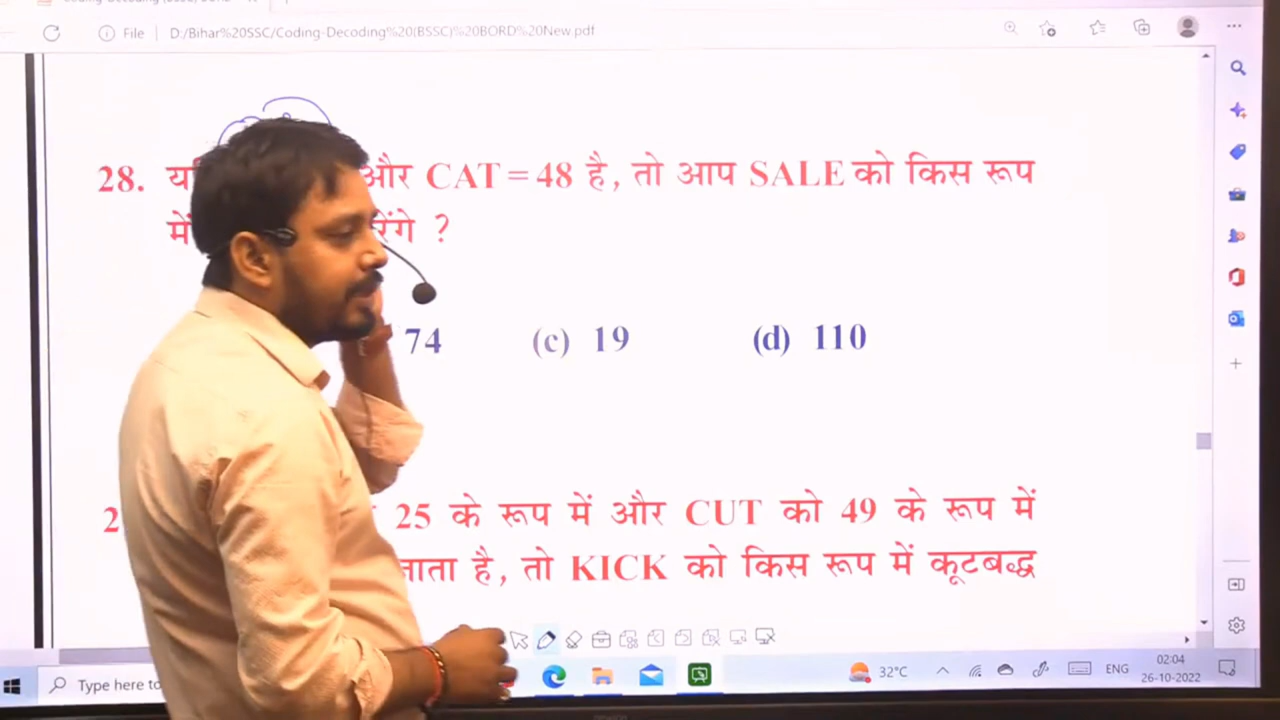 File D:/Bihar%20SSC/Coding-Decoding%20(BSSC)%20BORD%20New.pdf
28. और CAT = 48 है, तो आप SALE को किस रूप
में ?
74 (c) 19 (d) 110
25 के रूप में और CUT को 49 के रूप में
है, तो KICK को किस रूप में कूटबद्ध
Type here to
32°C ENG 02:04
26-10-2022